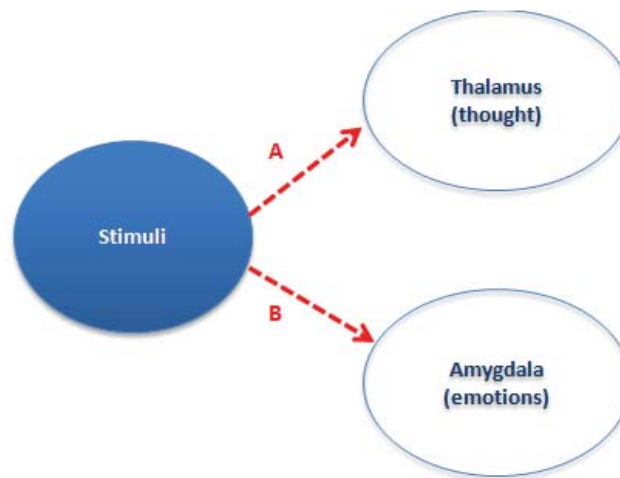 Thalamus
(thought)
A
Stimuli
B
Amygdala
(emotions)